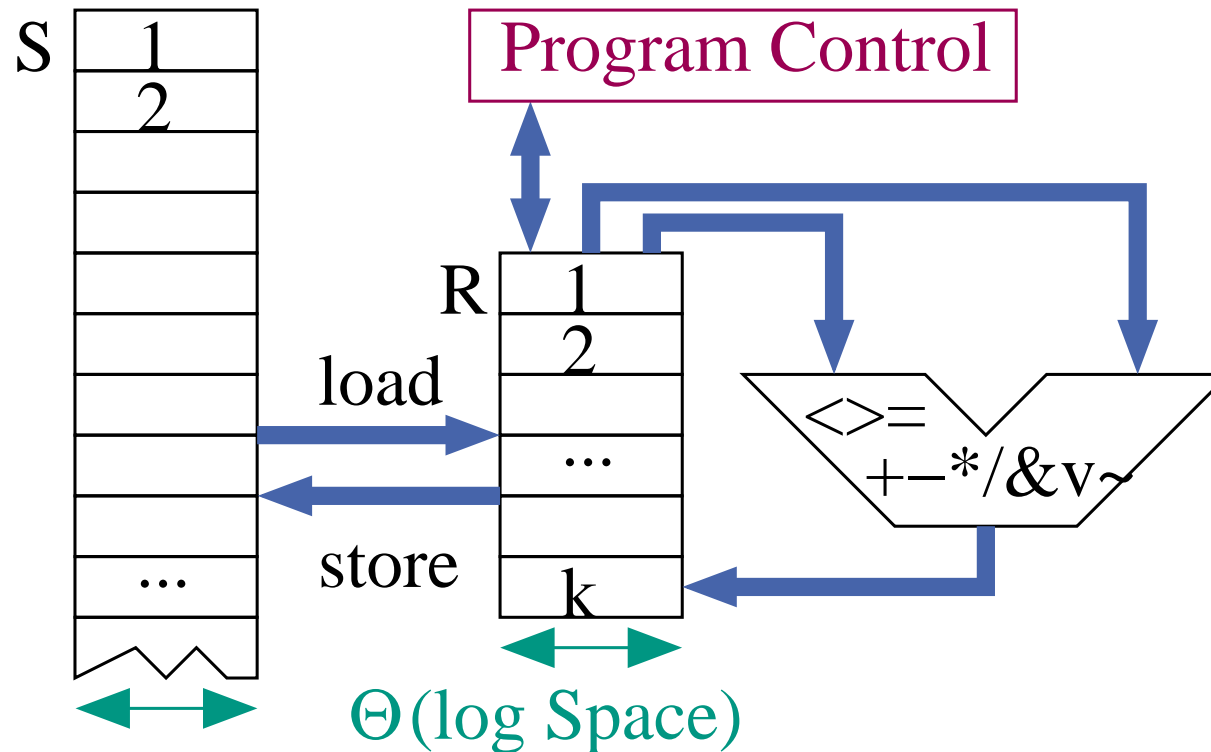 S
1
2
...
Program Control
R
1
2
...
k
load
store
<>=
+−*/&v~
Θ(log Space)